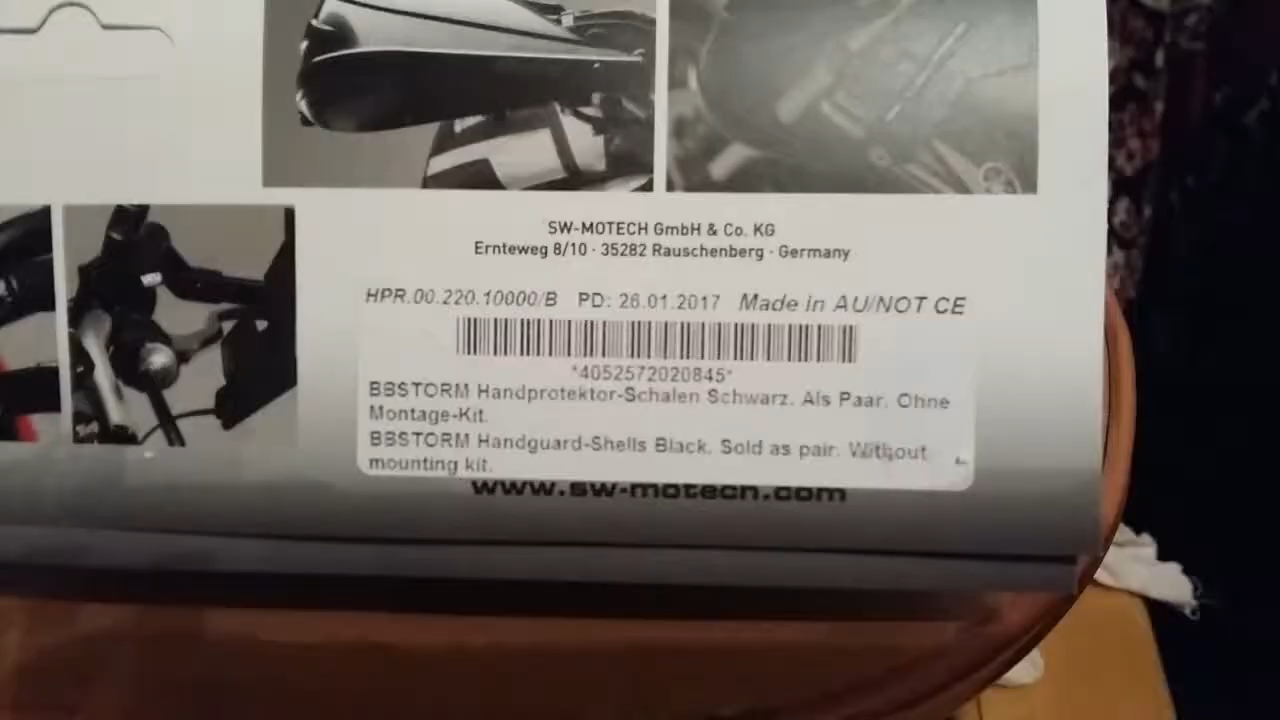 SW-MOTECH GmbH & Co. KG
Ernteweg 8/10 · 35282 Rauschenberg · Germany
HPR.00.220.10000/B PD: 26.01.2017 Made in AU/NOT CE
*4052572020845*
BBSTORM Handprotektor-Schalen Schwarz. Als Paar. Ohne
Montage-Kit.
BBSTORM Handguard-Shells Black. Sold as pair. Without
mounting kit.
www.sw-motech.com